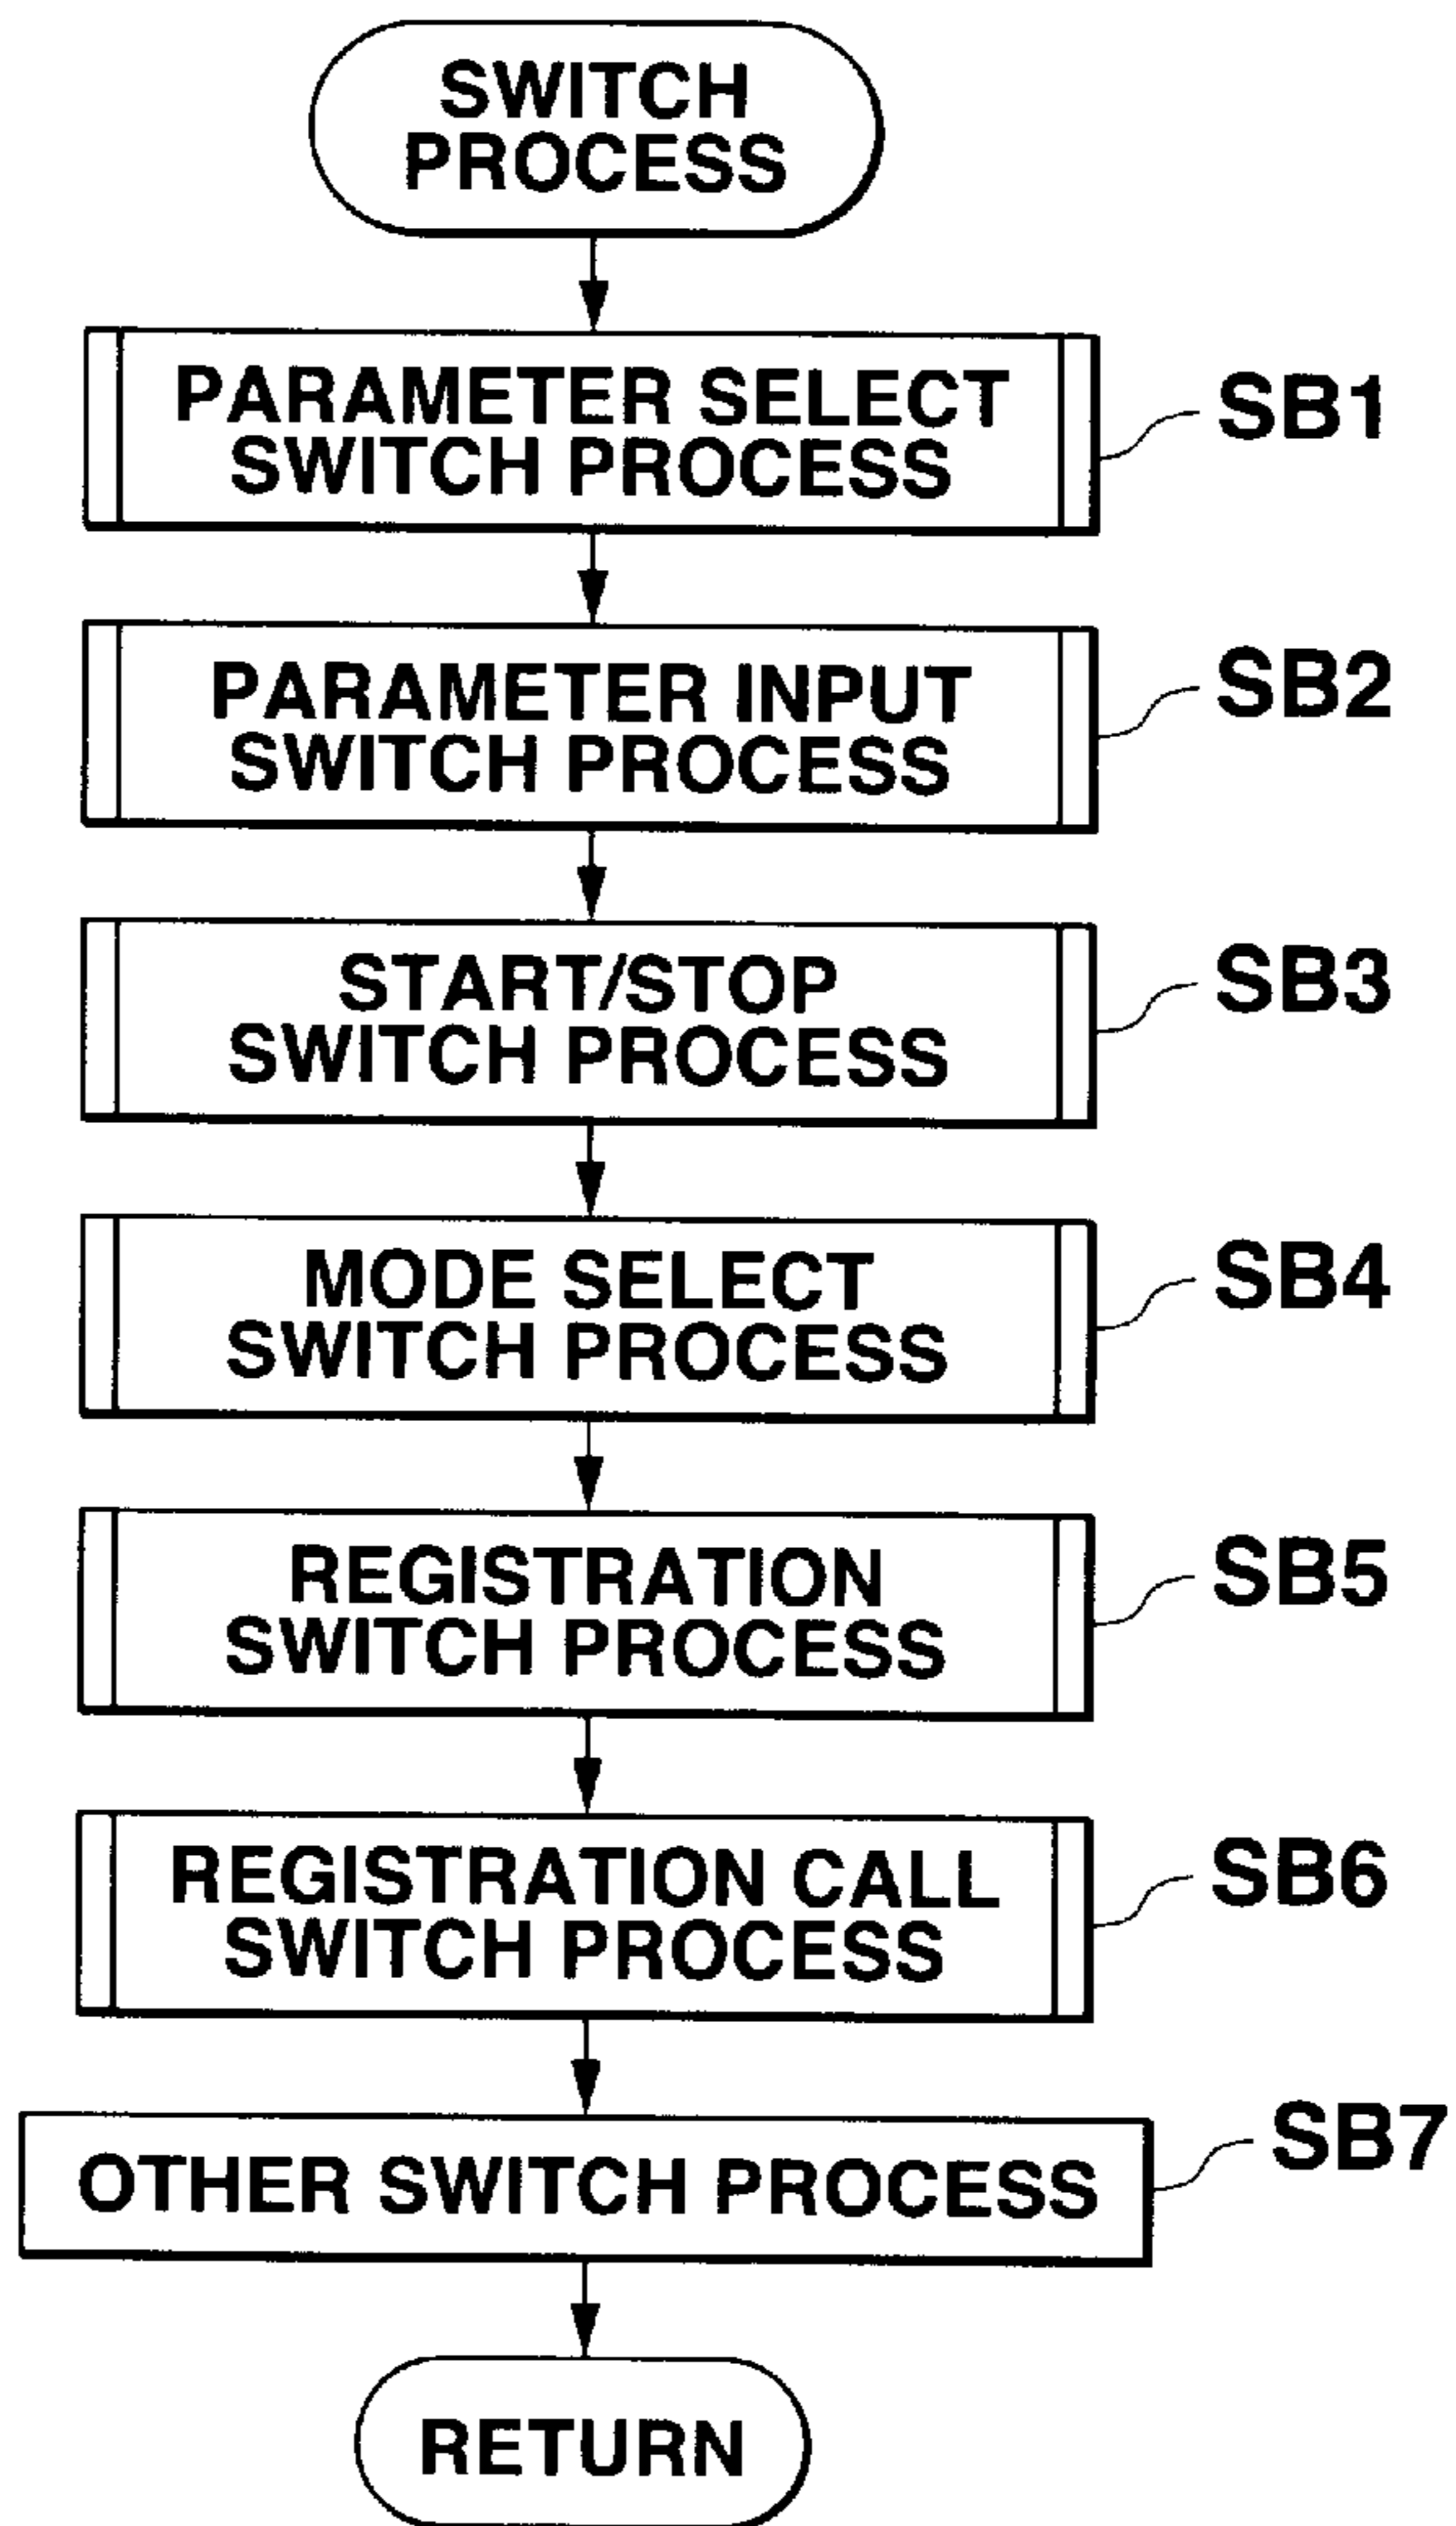 SWITCH
PROCESS
PARAMETER SELECT
SWITCH PROCESS
SB1
PARAMETER INPUT
SWITCH PROCESS
SB2
START/STOP
SWITCH PROCESS
SB3
MODE SELECT
SWITCH PROCESS
SB4
REGISTRATION
SWITCH PROCESS
SB5
REGISTRATION CALL
SWITCH PROCESS
SB6
OTHER SWITCH PROCESS
SB7
RETURN